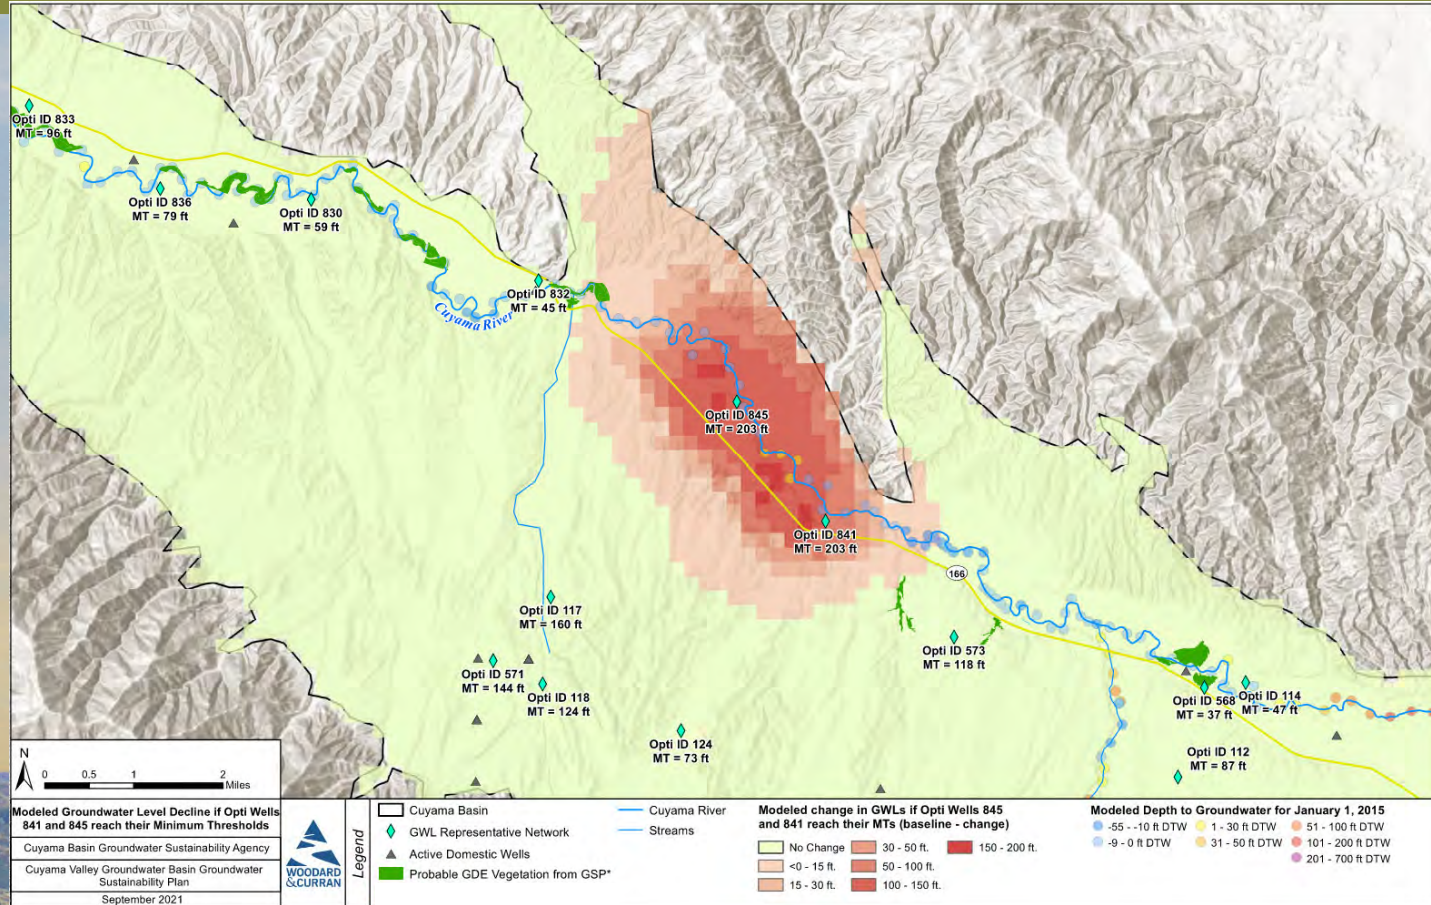 Opti ID 833
MT = 96 ft
Opti ID 836
MT = 79 ft
Opti ID 830
MT = 59 ft
Opti ID 832
MT = 45 ft
Cuyama River
Opti ID 845
MT = 203 ft
Opti ID 841
MT = 203 ft
166
Opti ID 117
MT = 160 ft
Opti ID 573
MT = 118 ft
Opti ID 571
MT = 144 ft
Opti ID 118
MT = 124 ft
Opti ID 568
MT = 37 ft
Opti ID 114
MT = 47 ft
Opti ID 124
MT = 73 ft
Opti ID 112
MT = 87 ft
N
0 0.5 1 2
Miles
Modeled Groundwater Level Decline if Opti Wells
841 and 845 reach their Minimum Thresholds
Cuyama Basin Groundwater Sustainability Agency
Cuyama Valley Groundwater Basin Groundwater
Sustainability Plan
September 2021
WOODARD
&CURRAN
Legend
Cuyama Basin
GWL Representative Network
Active Domestic Wells
Probable GDE Vegetation from GSP*
Cuyama River
Streams
Modeled change in GWLs if Opti Wells 845
and 841 reach their MTs (baseline - change)
No Change
<0 - 15 ft.
15 - 30 ft.
30 - 50 ft.
50 - 100 ft.
100 - 150 ft.
150 - 200 ft.
Modeled Depth to Groundwater for January 1, 2015
-55 - -10 ft DTW
-9 - 0 ft DTW
1 - 30 ft DTW
31 - 50 ft DTW
51 - 100 ft DTW
101 - 200 ft DTW
201 - 700 ft DTW